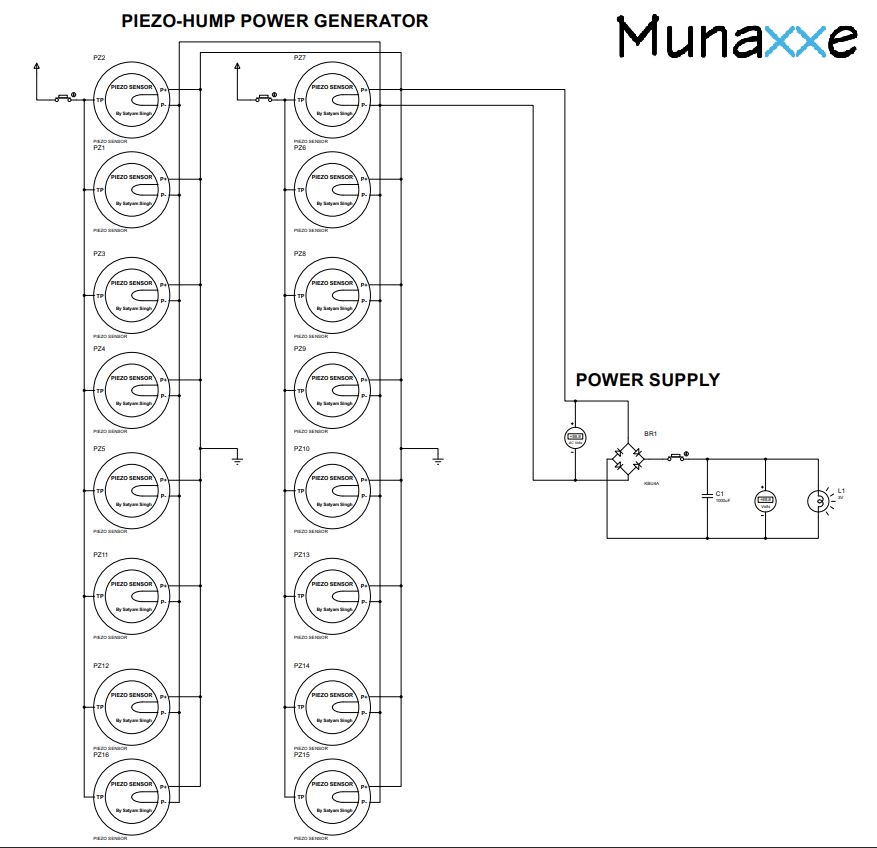 PIEZO-HUMP POWER GENERATOR
Munaxxe
PZ2
PIEZO SENSOR
TP
P+
P-
By Satyam Singh
PIEZO SENSOR
PZ7
PIEZO SENSOR
TP
P+
P-
By Satyam Singh
PIEZO SENSOR
PZ1
PIEZO SENSOR
TP
P+
P-
By Satyam Singh
PIEZO SENSOR
PZ6
PIEZO SENSOR
TP
P+
P-
By Satyam Singh
PIEZO SENSOR
PZ3
PIEZO SENSOR
TP
P+
P-
By Satyam Singh
PIEZO SENSOR
PZ8
PIEZO SENSOR
TP
P+
P-
By Satyam Singh
PIEZO SENSOR
PZ4
PIEZO SENSOR
TP
P+
P-
By Satyam Singh
PIEZO SENSOR
PZ9
PIEZO SENSOR
TP
P+
P-
By Satyam Singh
PIEZO SENSOR
PZ5
PIEZO SENSOR
TP
P+
P-
By Satyam Singh
PIEZO SENSOR
PZ10
PIEZO SENSOR
TP
P+
P-
By Satyam Singh
PIEZO SENSOR
PZ11
PIEZO SENSOR
TP
P+
P-
By Satyam Singh
PIEZO SENSOR
PZ13
PIEZO SENSOR
TP
P+
P-
By Satyam Singh
PIEZO SENSOR
PZ12
PIEZO SENSOR
TP
P+
P-
By Satyam Singh
PIEZO SENSOR
PZ14
PIEZO SENSOR
TP
P+
P-
By Satyam Singh
PIEZO SENSOR
PZ16
PIEZO SENSOR
TP
P+
P-
By Satyam Singh
PIEZO SENSOR
PZ15
PIEZO SENSOR
TP
P+
P-
By Satyam Singh
PIEZO SENSOR
POWER SUPPLY
AC Volts
BR1
C1
1000uF
Volts
L1
3V